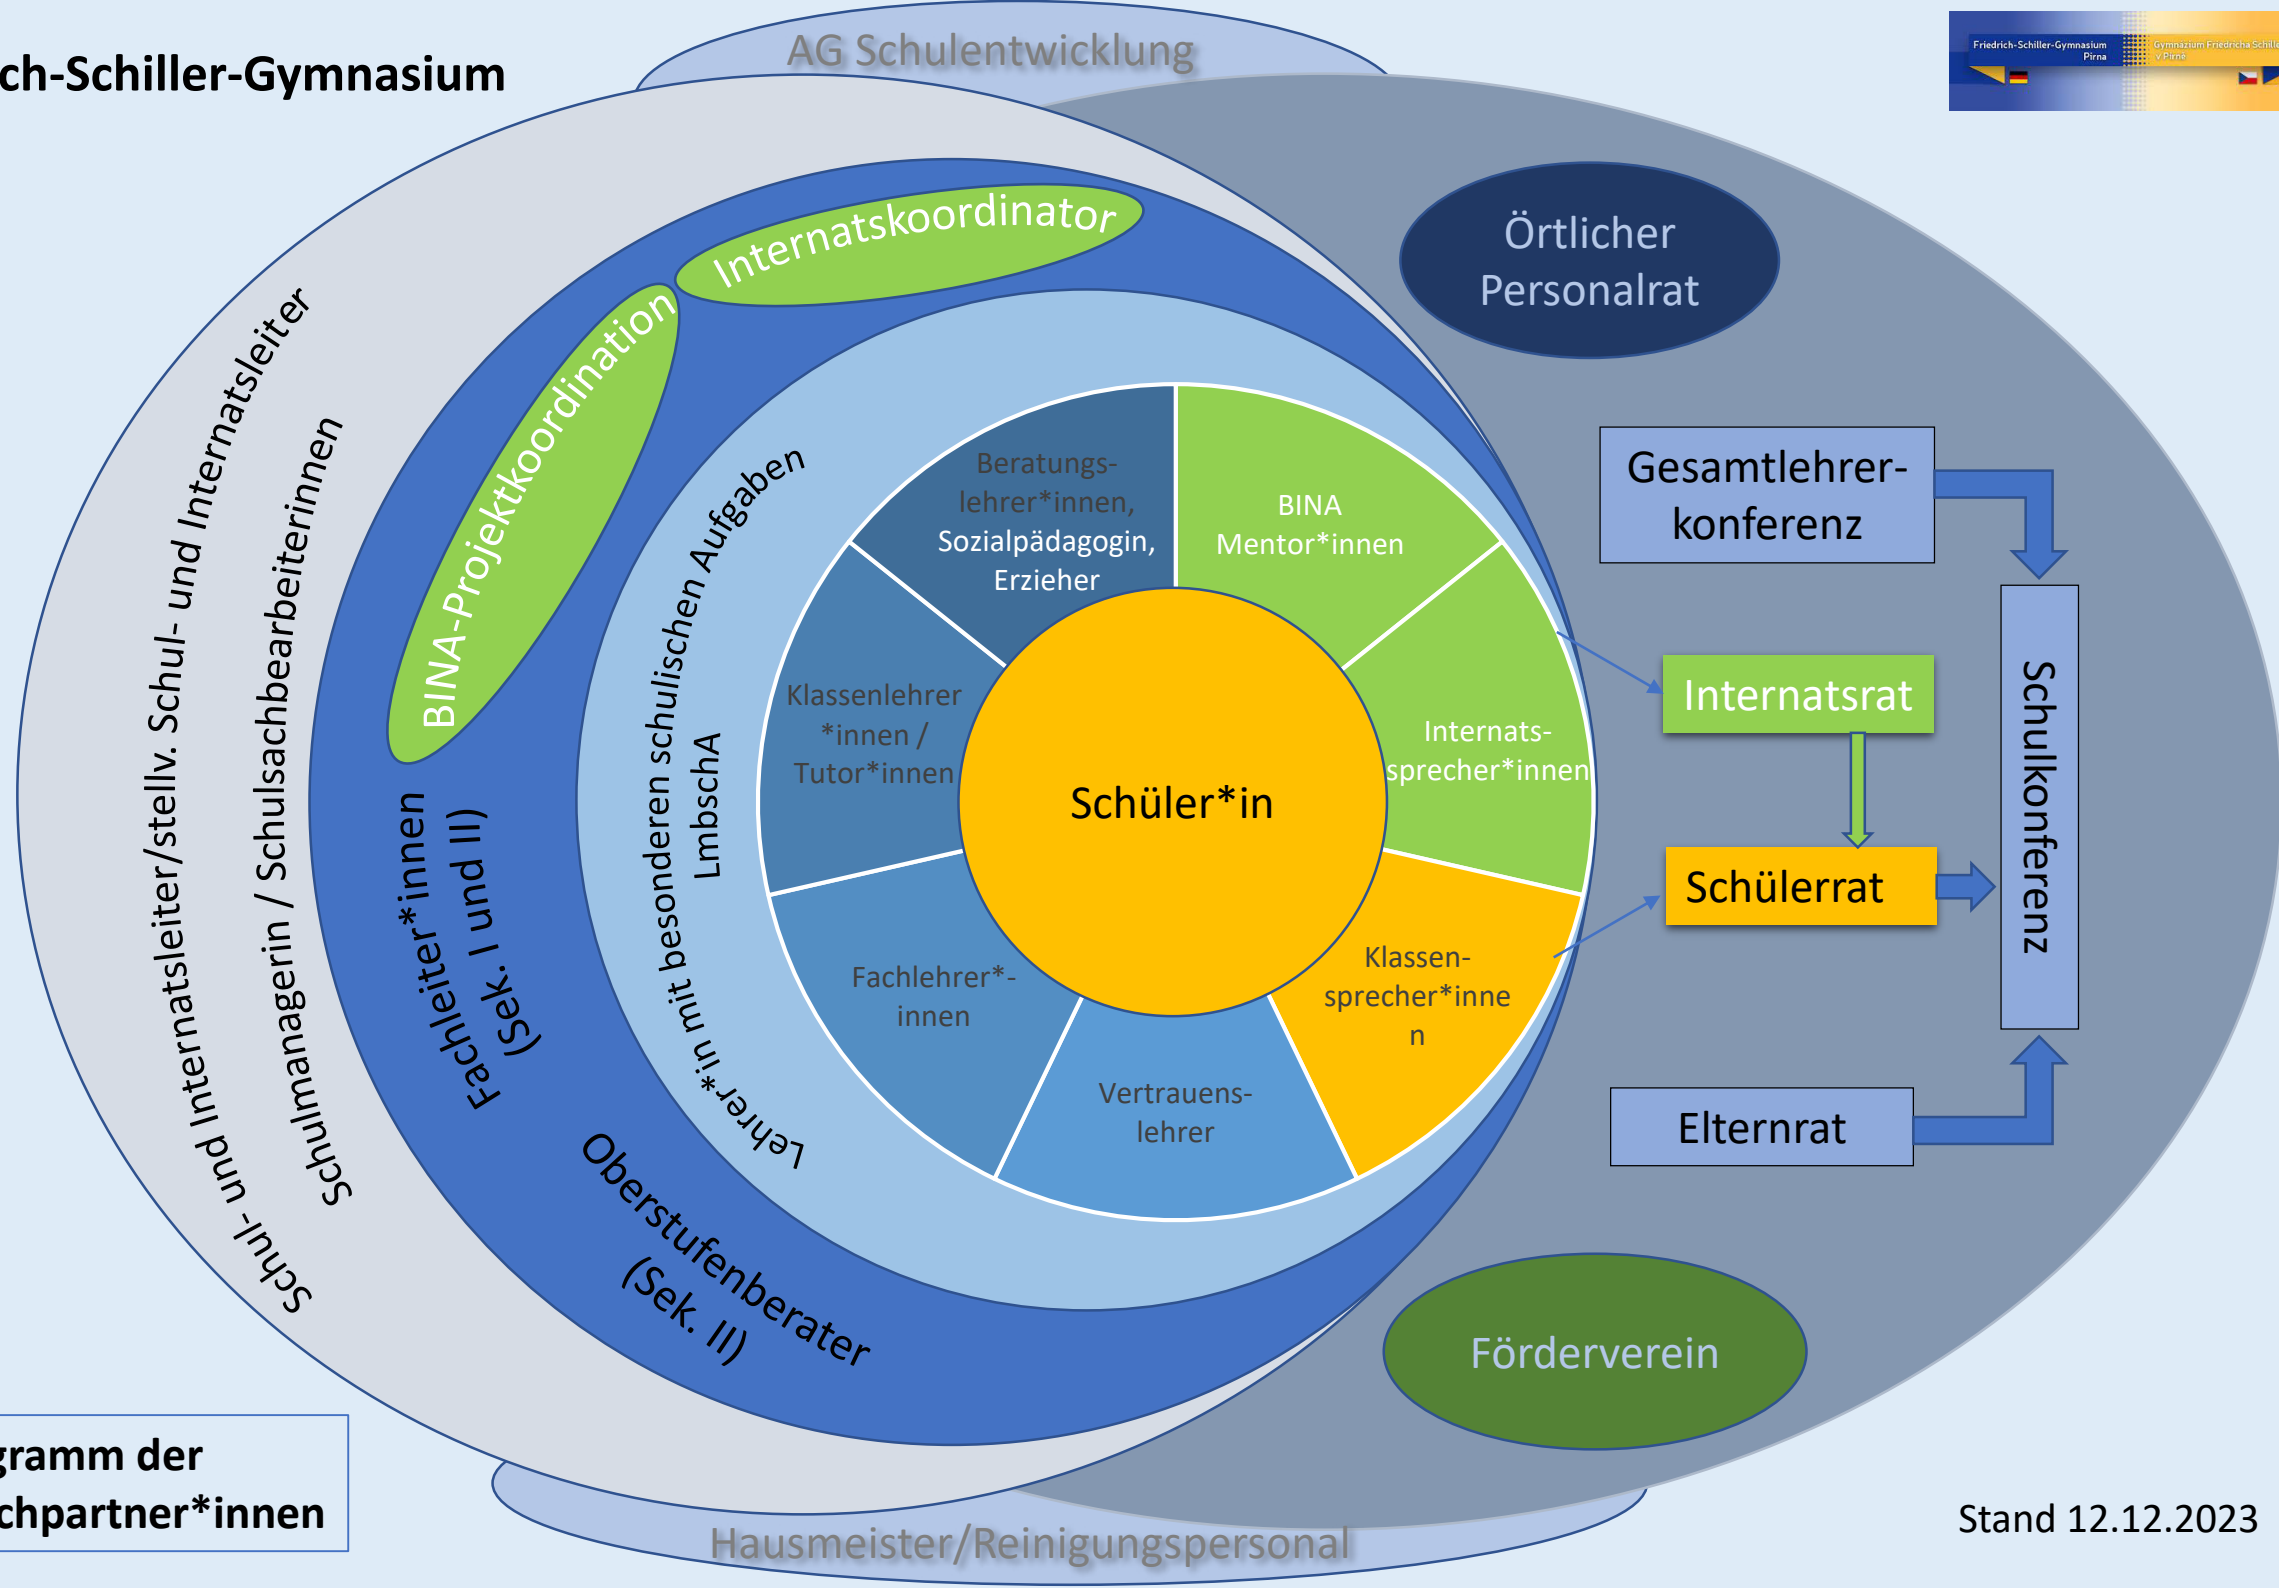 AG Schulentwicklung
ch-Schiller-Gymnasium
Friedrich-Schiller-Gymnasium
Pirna
Gymnazium Friedricha Schille
v Pirně
Internatskoordinator
BINA-Projektkoordination
Örtlicher
Personalrat
Schul- und Internatsleiter/stellv. Schul- und Internatsleiter
Schulmanagerin / Schulsachbearbeiterinnen
Fachleiter*innen
(Sek. I und II)
Oberstufenberater
(Sek. II)
Lehrer*in mit besonderen schulischen Aufgaben
LmbschA
Beratungs-
lehrer*innen,
Sozialpädagogin,
Erzieher
BINA
Mentor*innen
Klassenlehrer
*innen /
Tutor*innen
Internats-
sprecher*innen
Schüler*in
Fachlehrer*-
innen
Klassen-
sprecher*inne
n
Vertrauens-
lehrer
Gesamtlehrer-
konferenz
Internatsrat
Schülerrat
Schulkonferenz
Elternrat
Förderverein
gramm der
chpartner*innen
Hausmeister/Reinigungspersonal
Stand 12.12.2023